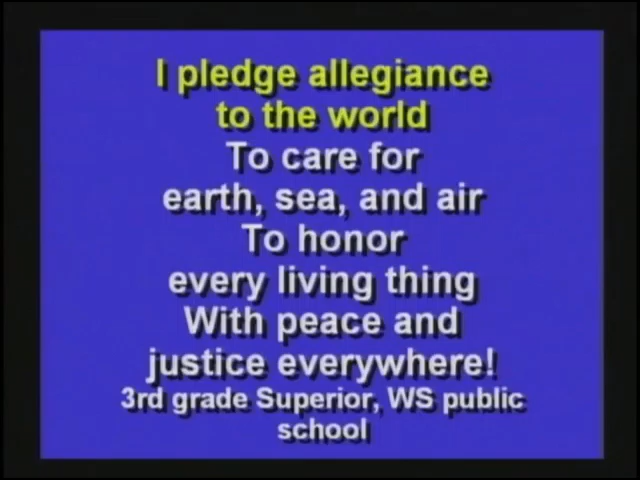 I pledge allegiance
to the world
To care for
earth, sea, and air
To honor
every living thing
With peace and
justice everywhere!
3rd grade Superior, WS public
school